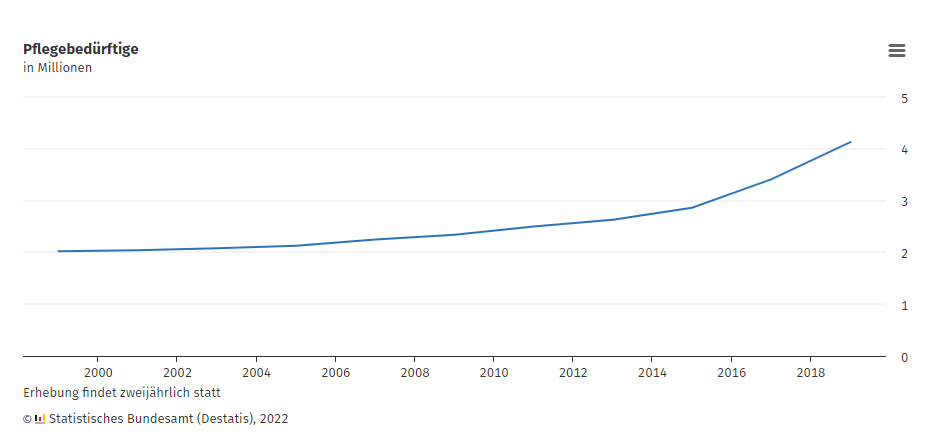 Pflegebedürftige
in Millionen
5
4
3
2
1
0
2000 2002 2004 2006 2008 2010 2012 2014 2016 2018
Erhebung findet zweijährlich statt
© Statistisches Bundesamt (Destatis), 2022